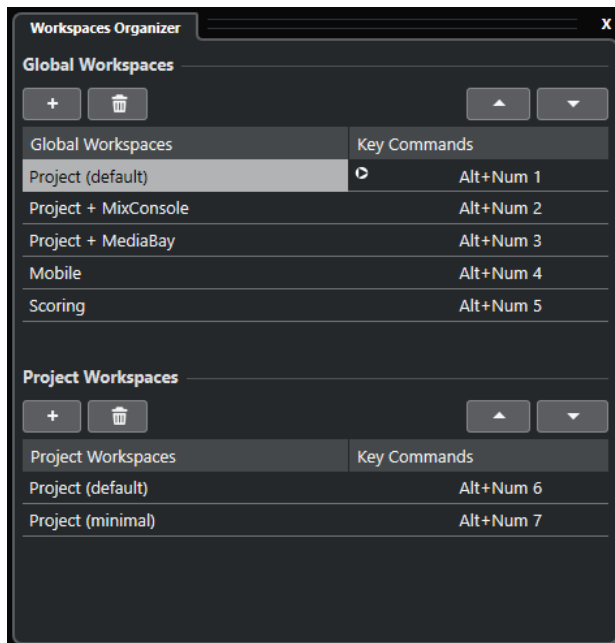 Workspaces Organizer X
Global Workspaces
+
Global Workspaces Key Commands
Project (default) Alt+Num 1
Project + MixConsole Alt+Num 2
Project + MediaBay Alt+Num 3
Mobile Alt+Num 4
Scoring Alt+Num 5
Project Workspaces
+
Project Workspaces Key Commands
Project (default) Alt+Num 6
Project (minimal) Alt+Num 7